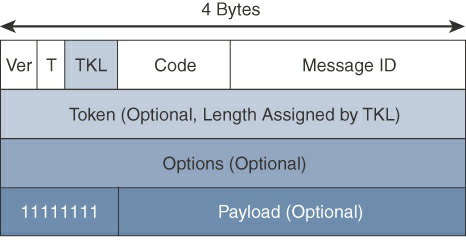 4 Bytes
Ver T TKL Code Message ID
Token (Optional, Length Assigned by TKL)
Options (Optional)
11111111 Payload (Optional)